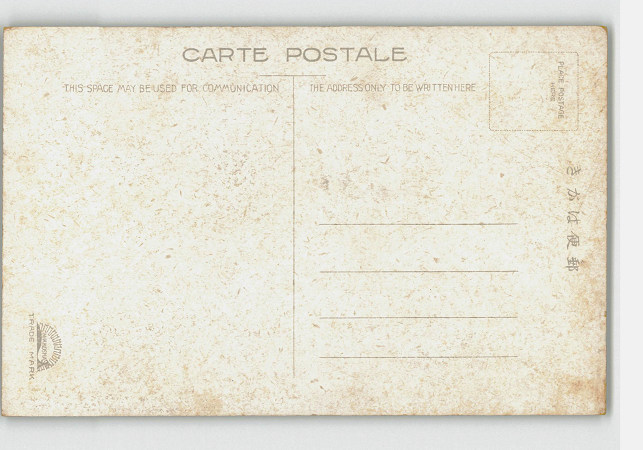 CARTE POSTALE
THIS SPACE MAY BE USED FOR COMMUNICATION
THE ADDRESS ONLY TO BE WRITTEN HERE
PLACE POSTAGE
HERE
きがは便郵
TRADE MARK